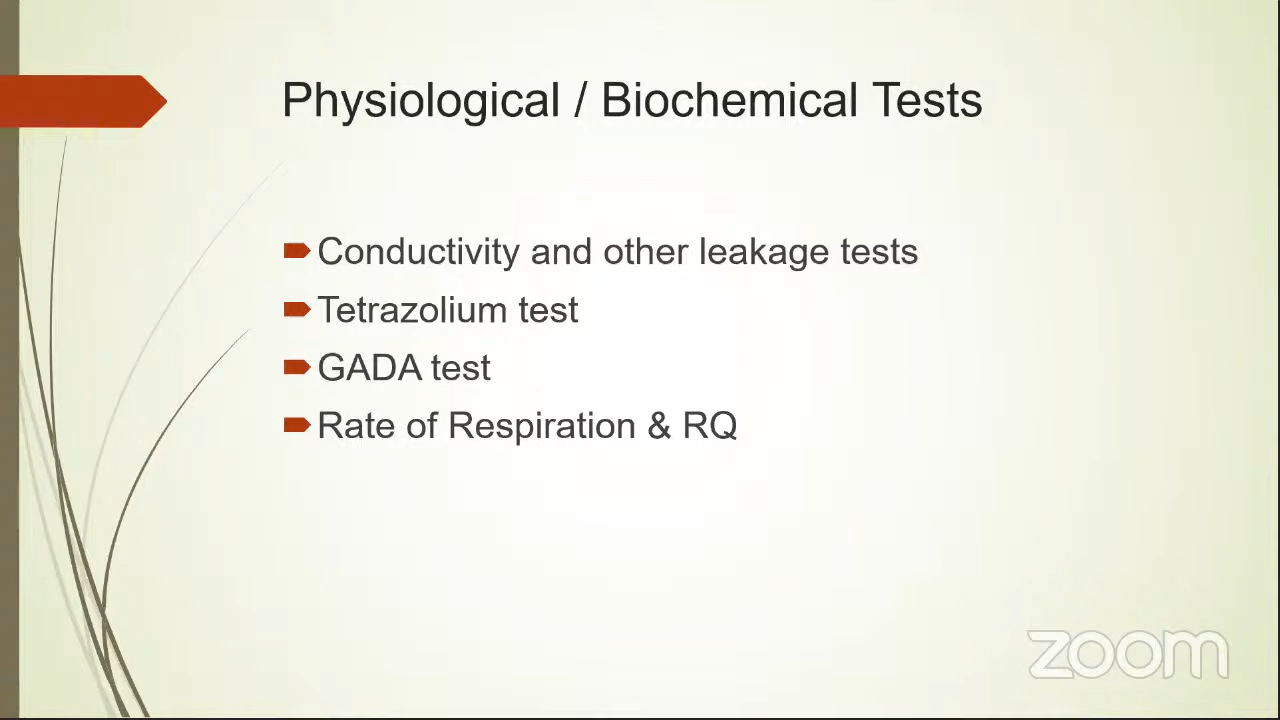 Physiological / Biochemical Tests
Conductivity and other leakage tests
Tetrazolium test
GADA test
Rate of Respiration & RQ
zoom